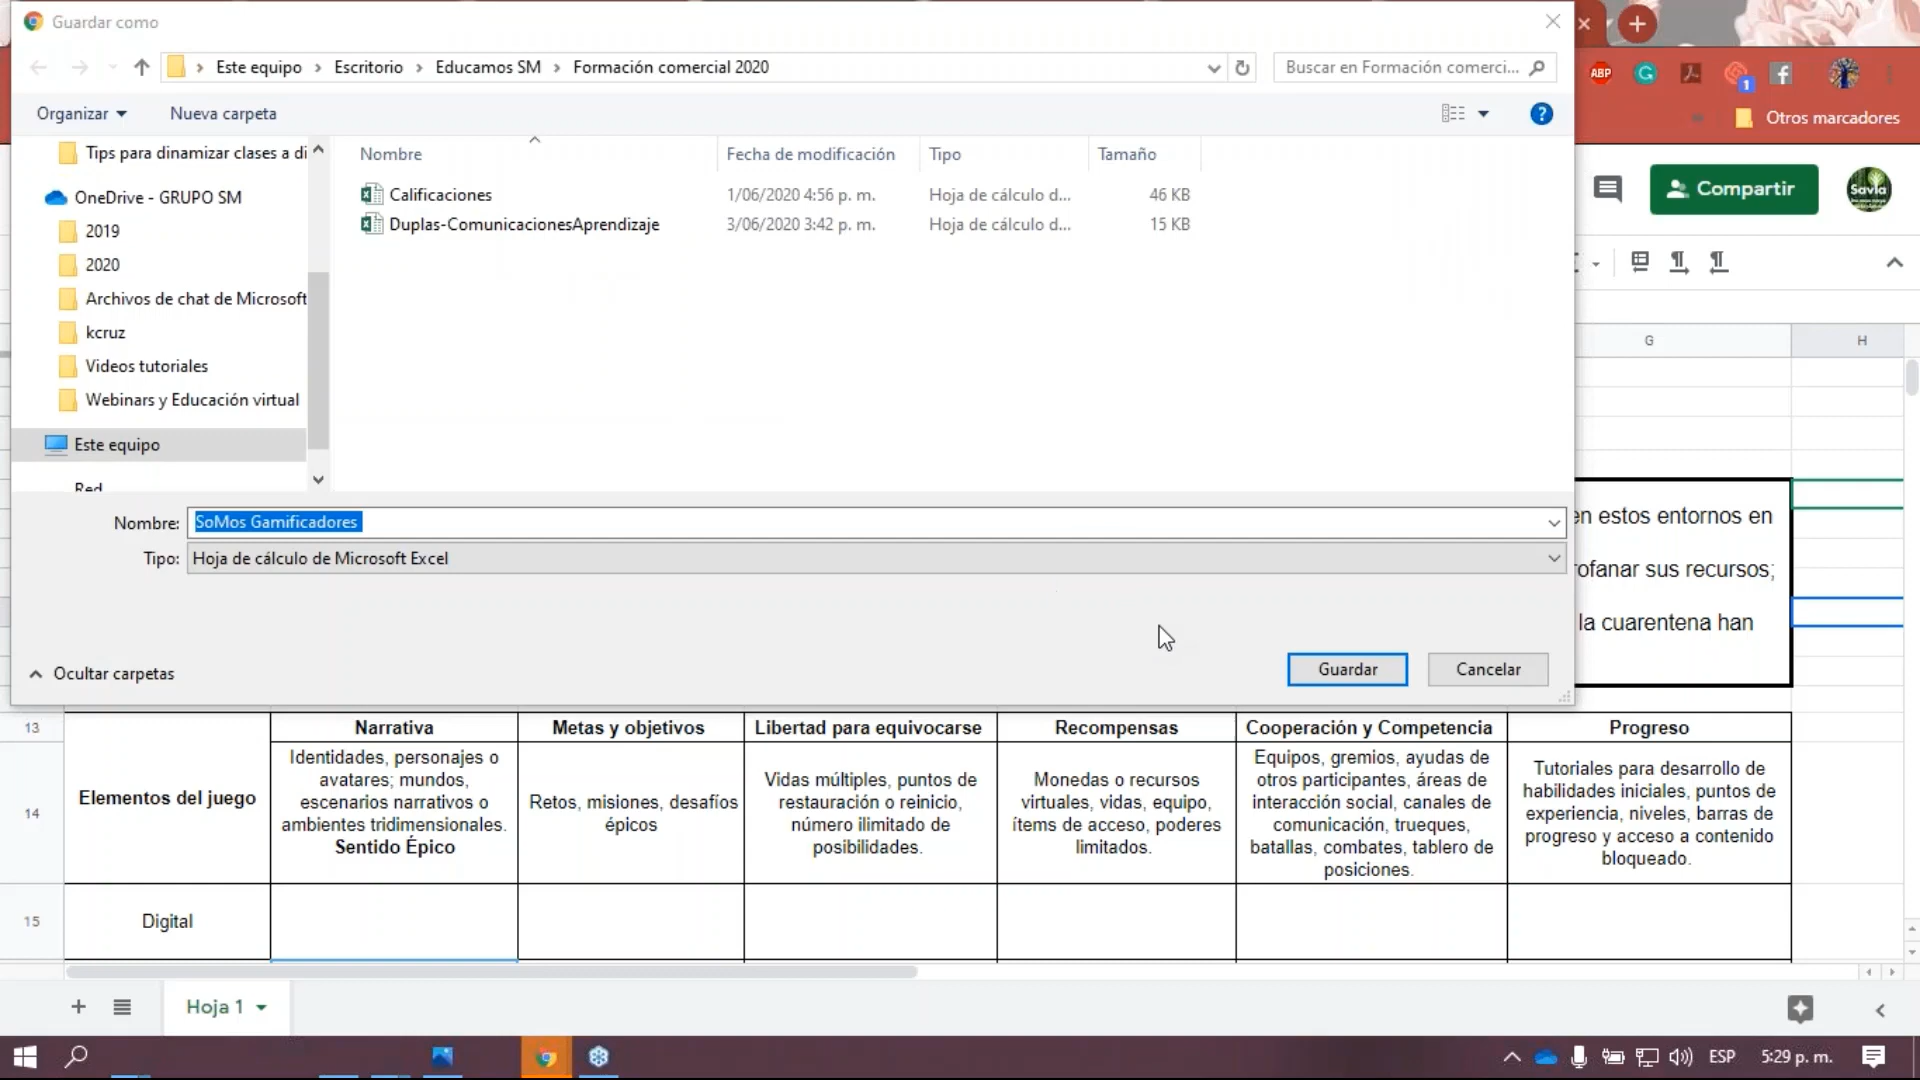 Guardar como
Este equipo > Escritorio > Educamos SM > Formación comercial 2020
Buscar en Formación comerci...
ABP
1
Organizar
Nueva carpeta
Otros marcadores
Tips para dinamizar clases a di
OneDrive - GRUPO SM
2019
2020
Archivos de chat de Microsoft
kcruz
Videos tutoriales
Webinars y Educación virtual
Este equipo
Red
Nombre
Fecha de modificación
Tipo
Tamaño
Calificaciones
1/06/2020 4:56 p. m.
Hoja de cálculo d...
46 KB
Duplas-ComunicacionesAprendizaje
3/06/2020 3:42 p. m.
Hoja de cálculo d...
15 KB
Compartir
Savia
G
H
Nombre: SoMos Gamificadores
Tipo: Hoja de cálculo de Microsoft Excel
Ocultar carpetas
Guardar
Cancelar
en estos entornos en
ofanar sus recursos;
la cuarentena han
13
Narrativa
Metas y objetivos
Libertad para equivocarse
Recompensas
Cooperación y Competencia
Progreso
14
Elementos del juego
Identidades, personajes o
avatares; mundos,
escenarios narrativos o
ambientes tridimensionales.
Sentido Épico
Retos, misiones, desafíos
épicos
Vidas múltiples, puntos de
restauración o reinicio,
número ilimitado de
posibilidades.
Monedas o recursos
virtuales, vidas, equipo,
ítems de acceso, poderes
limitados.
Equipos, gremios, ayudas de
otros participantes, áreas de
interacción social, canales de
comunicación, trueques,
batallas, combates, tablero de
posiciones.
Tutoriales para desarrollo de
habilidades iniciales, puntos de
experiencia, niveles, barras de
progreso y acceso a contenido
bloqueado.
15
Digital
Hoja 1
ESP
5:29 p. m.